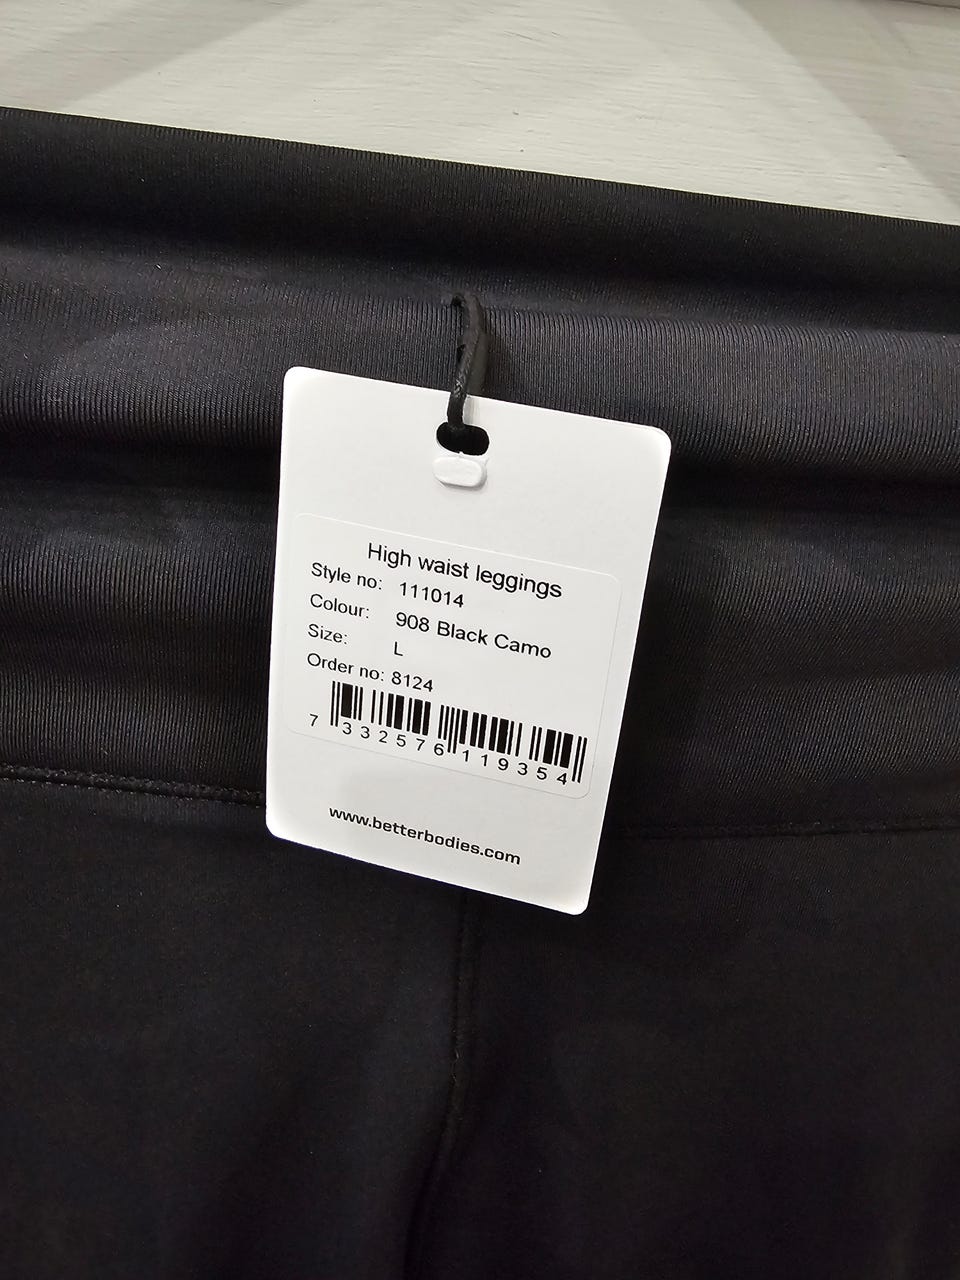 High waist leggings
Style no: 111014
Colour: 908 Black Camo
Size: L
Order no: 8124
7 332576 119354
www.betterbodies.com